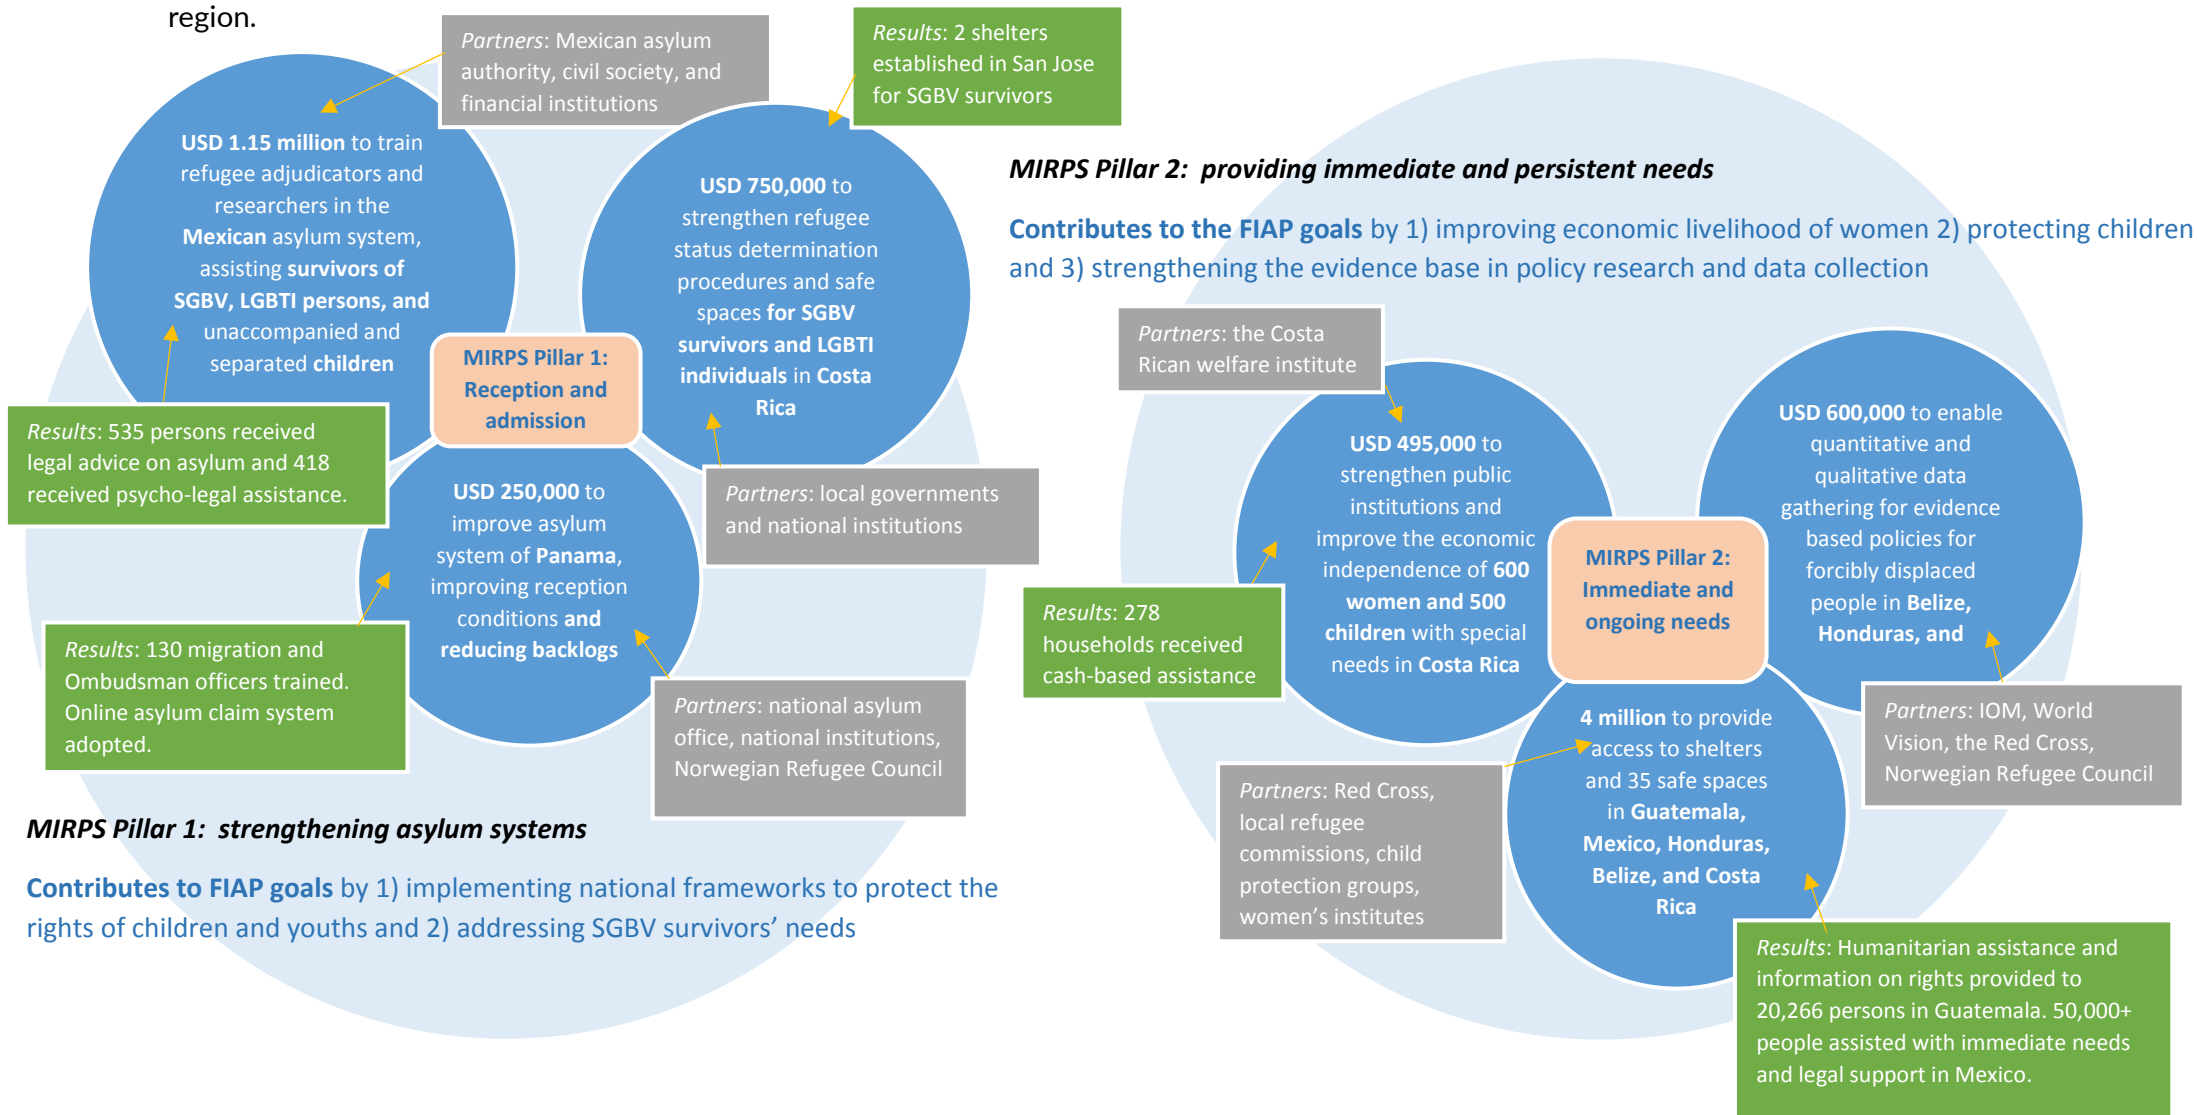 region.
Partners: Mexican asylum
authority, civil society, and
financial institutions
Results: 2 shelters
established in San Jose
for SGBV survivors
USD 1.15 million to train
refugee adjudicators and
researchers in the
Mexican asylum system,
assisting survivors of
SGBV, LGBTI persons, and
unaccompanied and
separated children
USD 750,000 to
strengthen refugee
status determination
procedures and safe
spaces for SGBV
survivors and LGBTI
individuals in Costa
Rica
MIRPS Pillar 1:
Reception and
admission
Results: 535 persons received
legal advice on asylum and 418
received psycho-legal assistance.
USD 250,000 to
improve asylum
system of Panama,
improving reception
conditions and
reducing backlogs
Partners: local governments
and national institutions
Results: 130 migration and
Ombudsman officers trained.
Online asylum claim system
adopted.
Partners: national asylum
office, national institutions,
Norwegian Refugee Council
MIRPS Pillar 1:  strengthening asylum systems
Contributes to FIAP goals by 1) implementing national frameworks to protect the
rights of children and youths and 2) addressing SGBV survivors’ needs
MIRPS Pillar 2:  providing immediate and persistent needs
Contributes to the FIAP goals by 1) improving economic livelihood of women 2) protecting children
and 3) strengthening the evidence base in policy research and data collection
Partners: the Costa
Rican welfare institute
USD 495,000 to
strengthen public
institutions and
improve the economic
independence of 600
women and 500
children with special
needs in Costa Rica
USD 600,000 to enable
quantitative and
qualitative data
gathering for evidence
based policies for
forcibly displaced
people in Belize,
Honduras, and
MIRPS Pillar 2:
Immediate and
ongoing needs
Results: 278
households received
cash-based assistance
4 million to provide
access to shelters
and 35 safe spaces
in Guatemala,
Mexico, Honduras,
Belize, and Costa
Rica
Partners: IOM, World
Vision, the Red Cross,
Norwegian Refugee Council
Partners: Red Cross,
local refugee
commissions, child
protection groups,
women’s institutes
Results: Humanitarian assistance and
information on rights provided to
20,266 persons in Guatemala. 50,000+
people assisted with immediate needs
and legal support in Mexico.